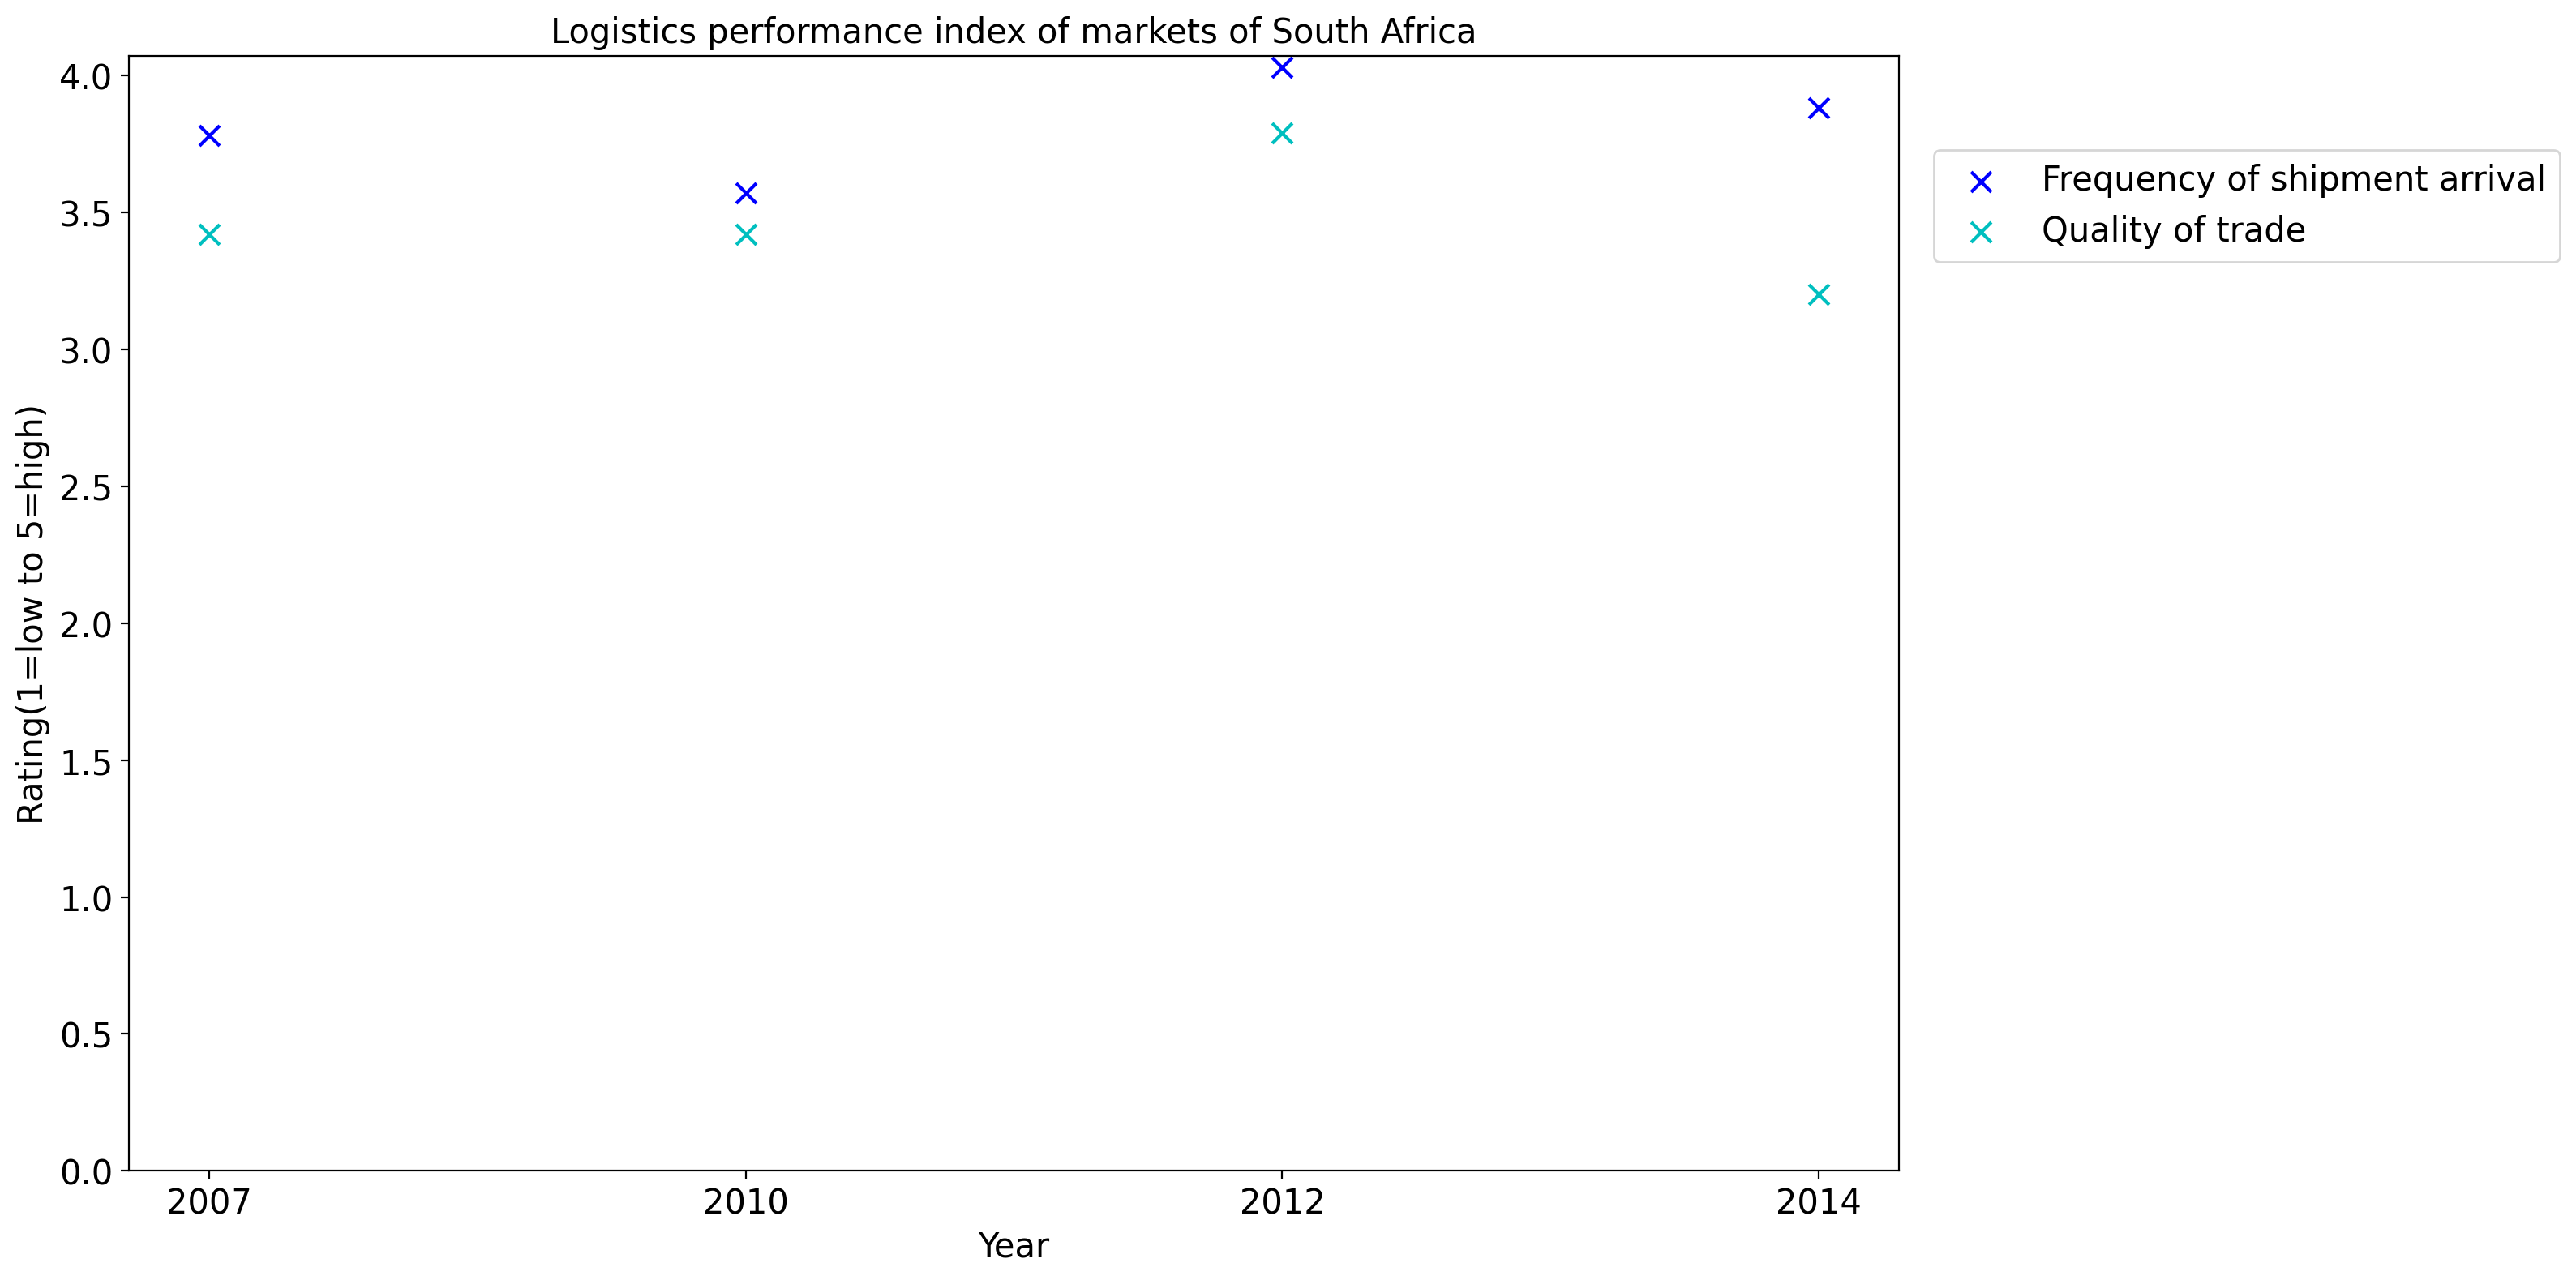 Logistics performance index of markets of South Africa
4.0
3.5
3.0
2.5
2.0
1.5
1.0
0.5
0.0
Rating(1=low to 5=high)
2007 2010 2012 2014
Year
Frequency of shipment arrival
Quality of trade